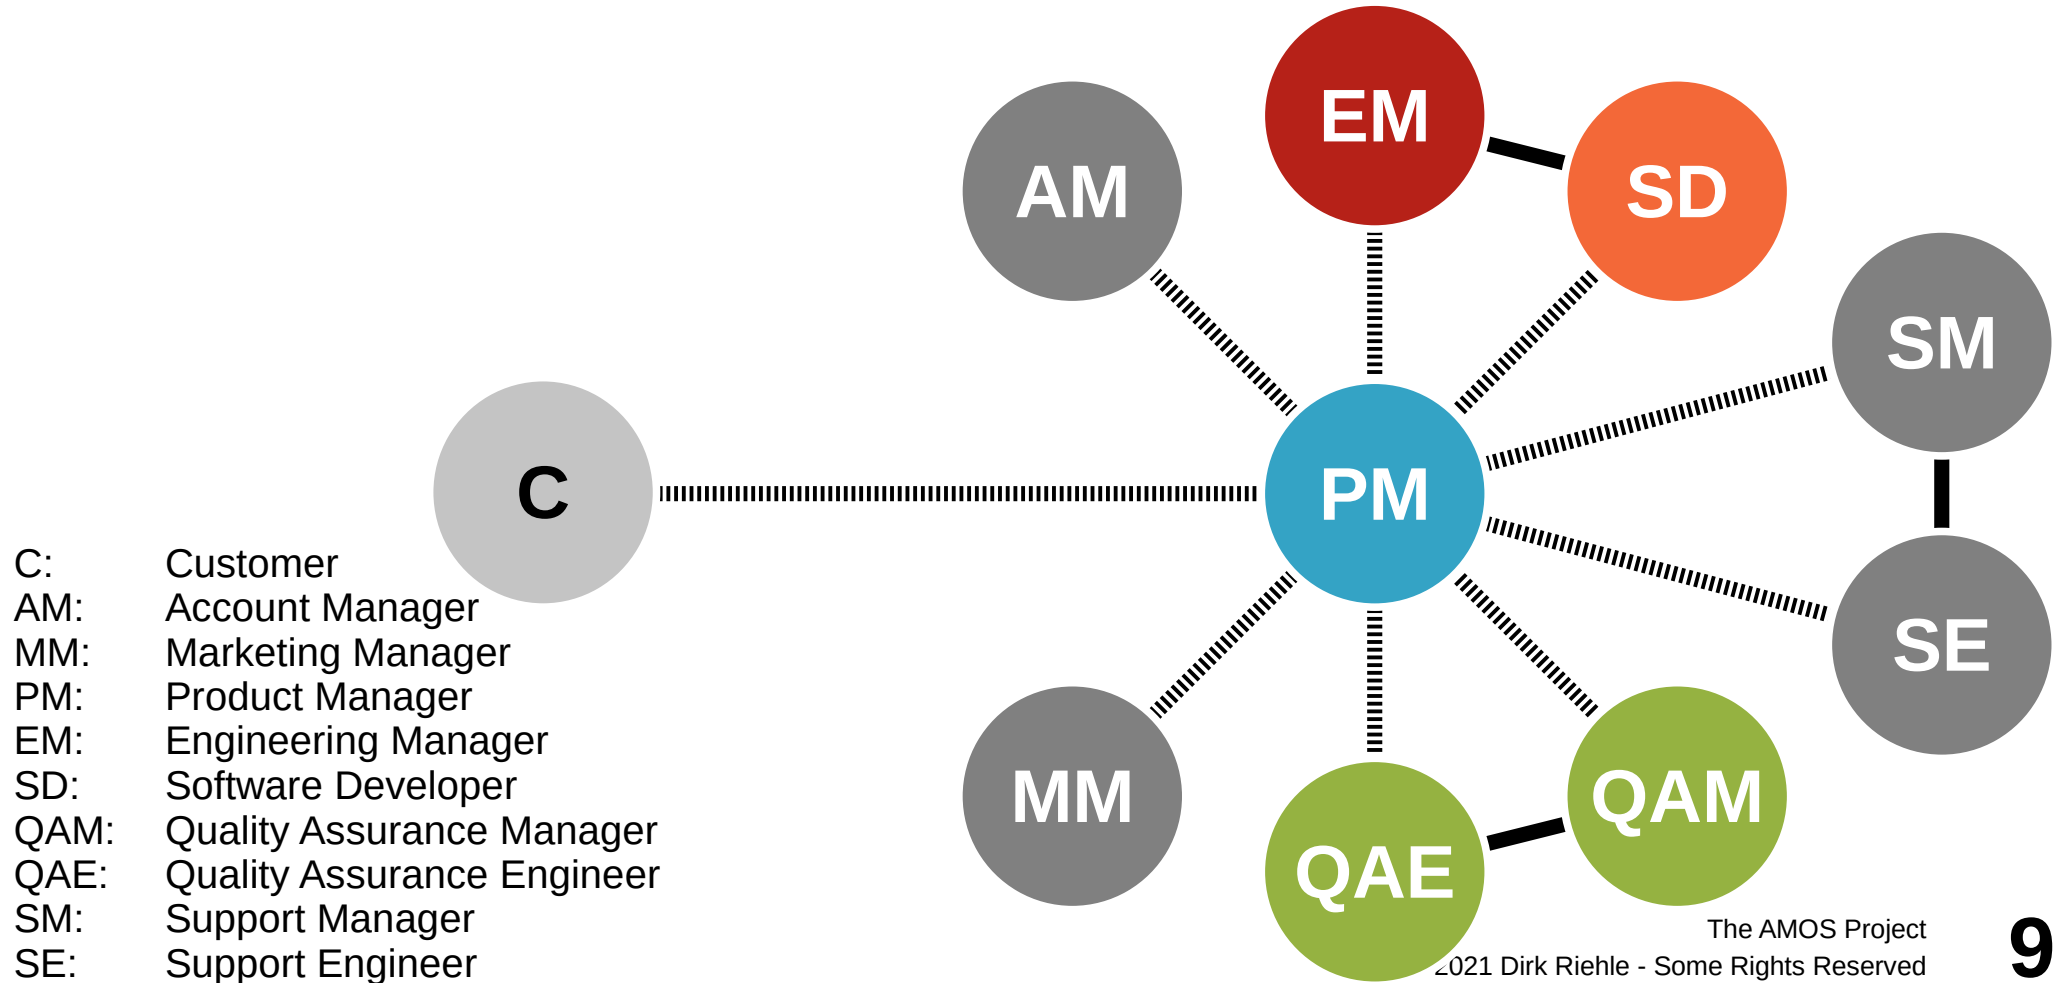 EM
AM
SD
SM
C
PM
C: Customer
AM: Account Manager
MM: Marketing Manager
PM: Product Manager
EM: Engineering Manager
SD: Software Developer
QAM: Quality Assurance Manager
QAE: Quality Assurance Engineer
SM: Support Manager
SE: Support Engineer
SE
MM
QAM
QAE
The AMOS Project
2021 Dirk Riehle - Some Rights Reserved
9